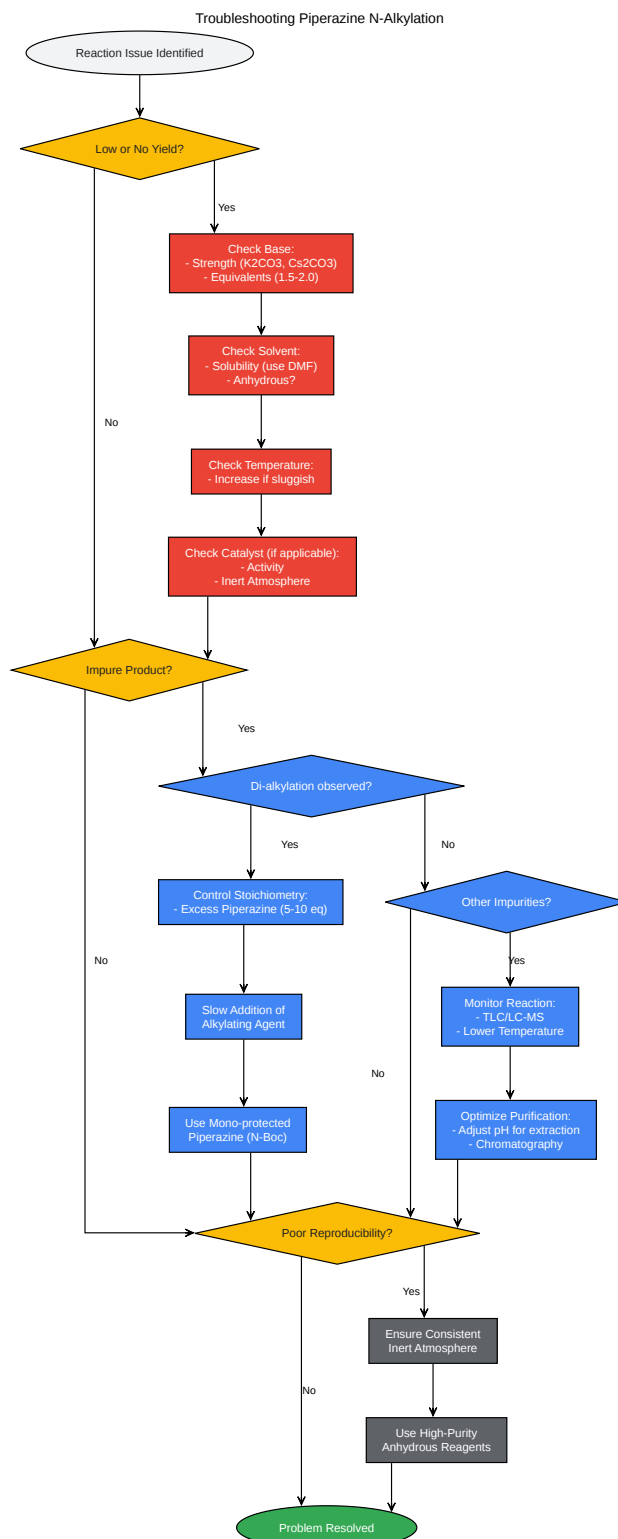 Troubleshooting Piperazine N-Alkylation
Reaction Issue Identified
Low or No Yield?
Yes
Check Base:
- Strength (K2CO3, Cs2CO3)
- Equivalents (1.5-2.0)
Check Solvent:
- Solubility (use DMF)
- Anhydrous?
No
Check Temperature:
- Increase if sluggish
Check Catalyst (if applicable):
- Activity
- Inert Atmosphere
Impure Product?
Yes
Di-alkylation observed?
Yes
No
Control Stoichiometry:
- Excess Piperazine (5-10 eq)
Other Impurities?
No
Yes
Slow Addition of
Alkylating Agent
Monitor Reaction:
- TLC/LC-MS
- Lower Temperature
No
Use Mono-protected
Piperazine (N-Boc)
Optimize Purification:
- Adjust pH for extraction
- Chromatography
Poor Reproducibility?
Yes
Ensure Consistent
Inert Atmosphere
No
Use High-Purity
Anhydrous Reagents
Problem Resolved